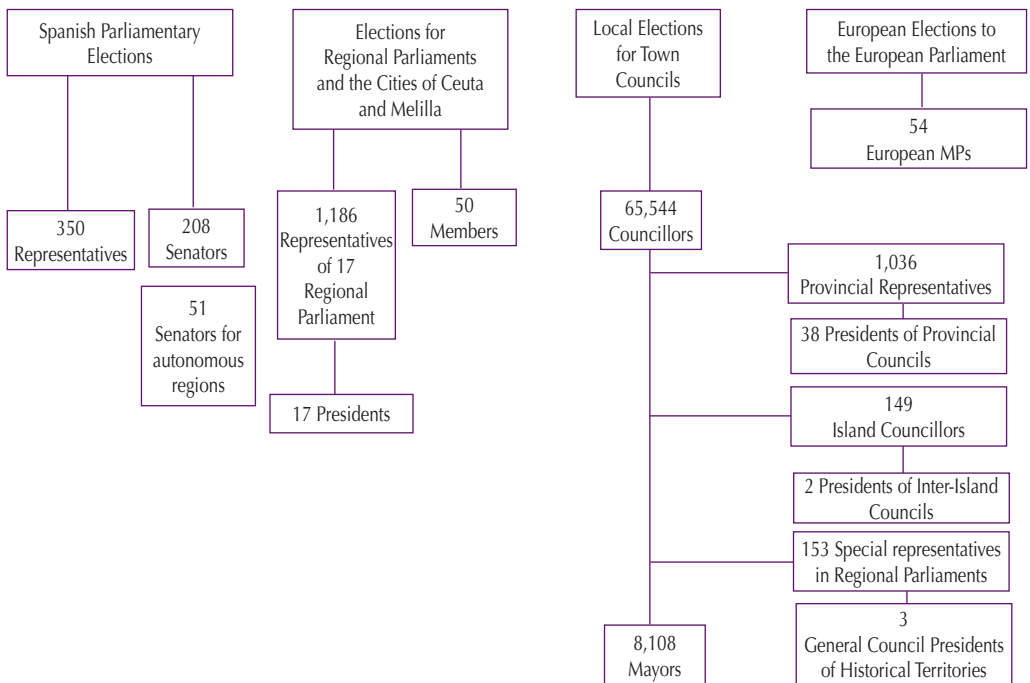 Spanish Parliamentary
Elections
350
Representatives
208
Senators
51
Senators for
autonomous
regions
Elections for
Regional Parliaments
and the Cities of Ceuta
and Melilla
1,186
Representatives
of 17
Regional
Parliament
50
Members
17 Presidents
Local Elections
for Town
Councils
65,544
Councillors
1,036
Provincial Representatives
38 Presidents of Provincial
Councils
149
Island Councillors
2 Presidents of Inter-Island
Councils
153 Special representatives
in Regional Parliaments
3
General Council Presidents
of Historical Territories
8,108
Mayors
European Elections to
the European Parliament
54
European MPs